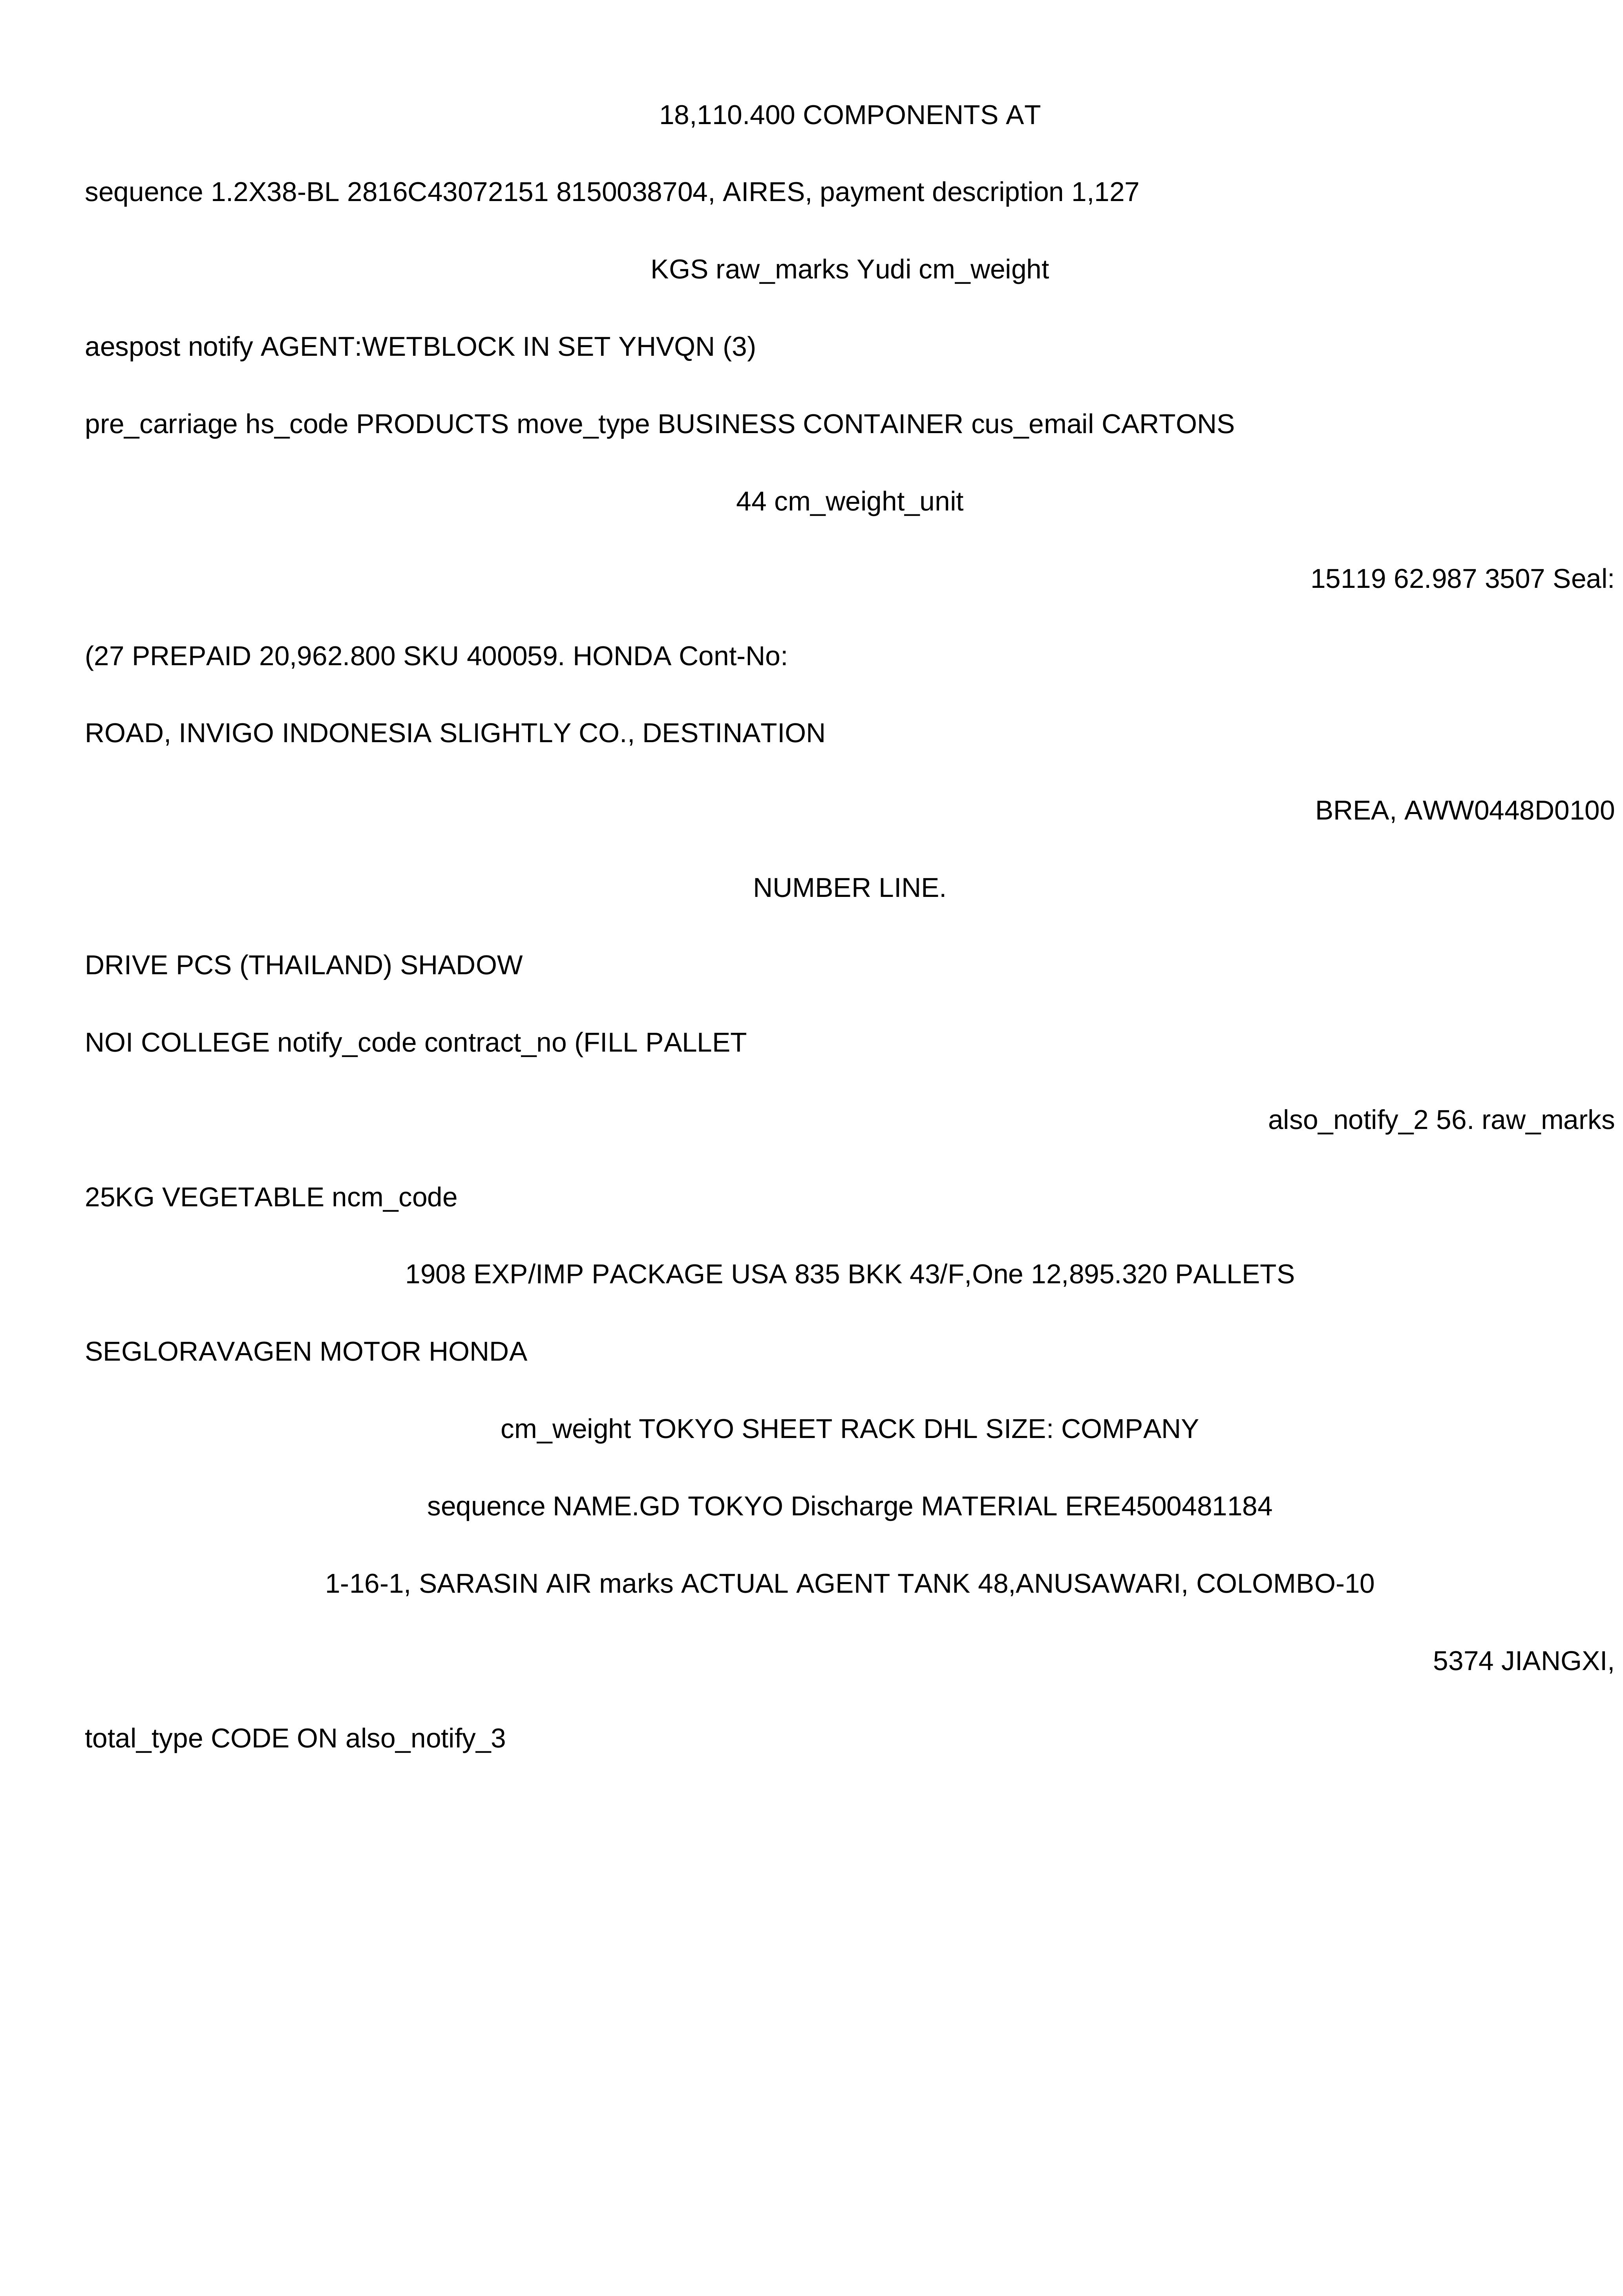 18,110.400 COMPONENTS AT
sequence 1.2X38-BL 2816C43072151 8150038704, AIRES, payment description 1,127
KGS raw_marks Yudi cm_weight
aespost notify AGENT:WETBLOCK IN SET YHVQN (3)
pre_carriage hs_code PRODUCTS move_type BUSINESS CONTAINER cus_email CARTONS
44 cm_weight_unit
15119 62.987 3507 Seal:
(27 PREPAID 20,962.800 SKU 400059. HONDA Cont-No:
ROAD, INVIGO INDONESIA SLIGHTLY CO., DESTINATION
BREA, AWW0448D0100
NUMBER LINE.
DRIVE PCS (THAILAND) SHADOW
NOI COLLEGE notify_code contract_no (FILL PALLET
also_notify_2 56. raw_marks
25KG VEGETABLE ncm_code
1908 EXP/IMP PACKAGE USA 835 BKK 43/F,One 12,895.320 PALLETS
SEGLORAVAGEN MOTOR HONDA
cm_weight TOKYO SHEET RACK DHL SIZE: COMPANY
sequence NAME.GD TOKYO Discharge MATERIAL ERE4500481184
1-16-1, SARASIN AIR marks ACTUAL AGENT TANK 48,ANUSAWARI, COLOMBO-10
5374 JIANGXI,
total_type CODE ON also_notify_3